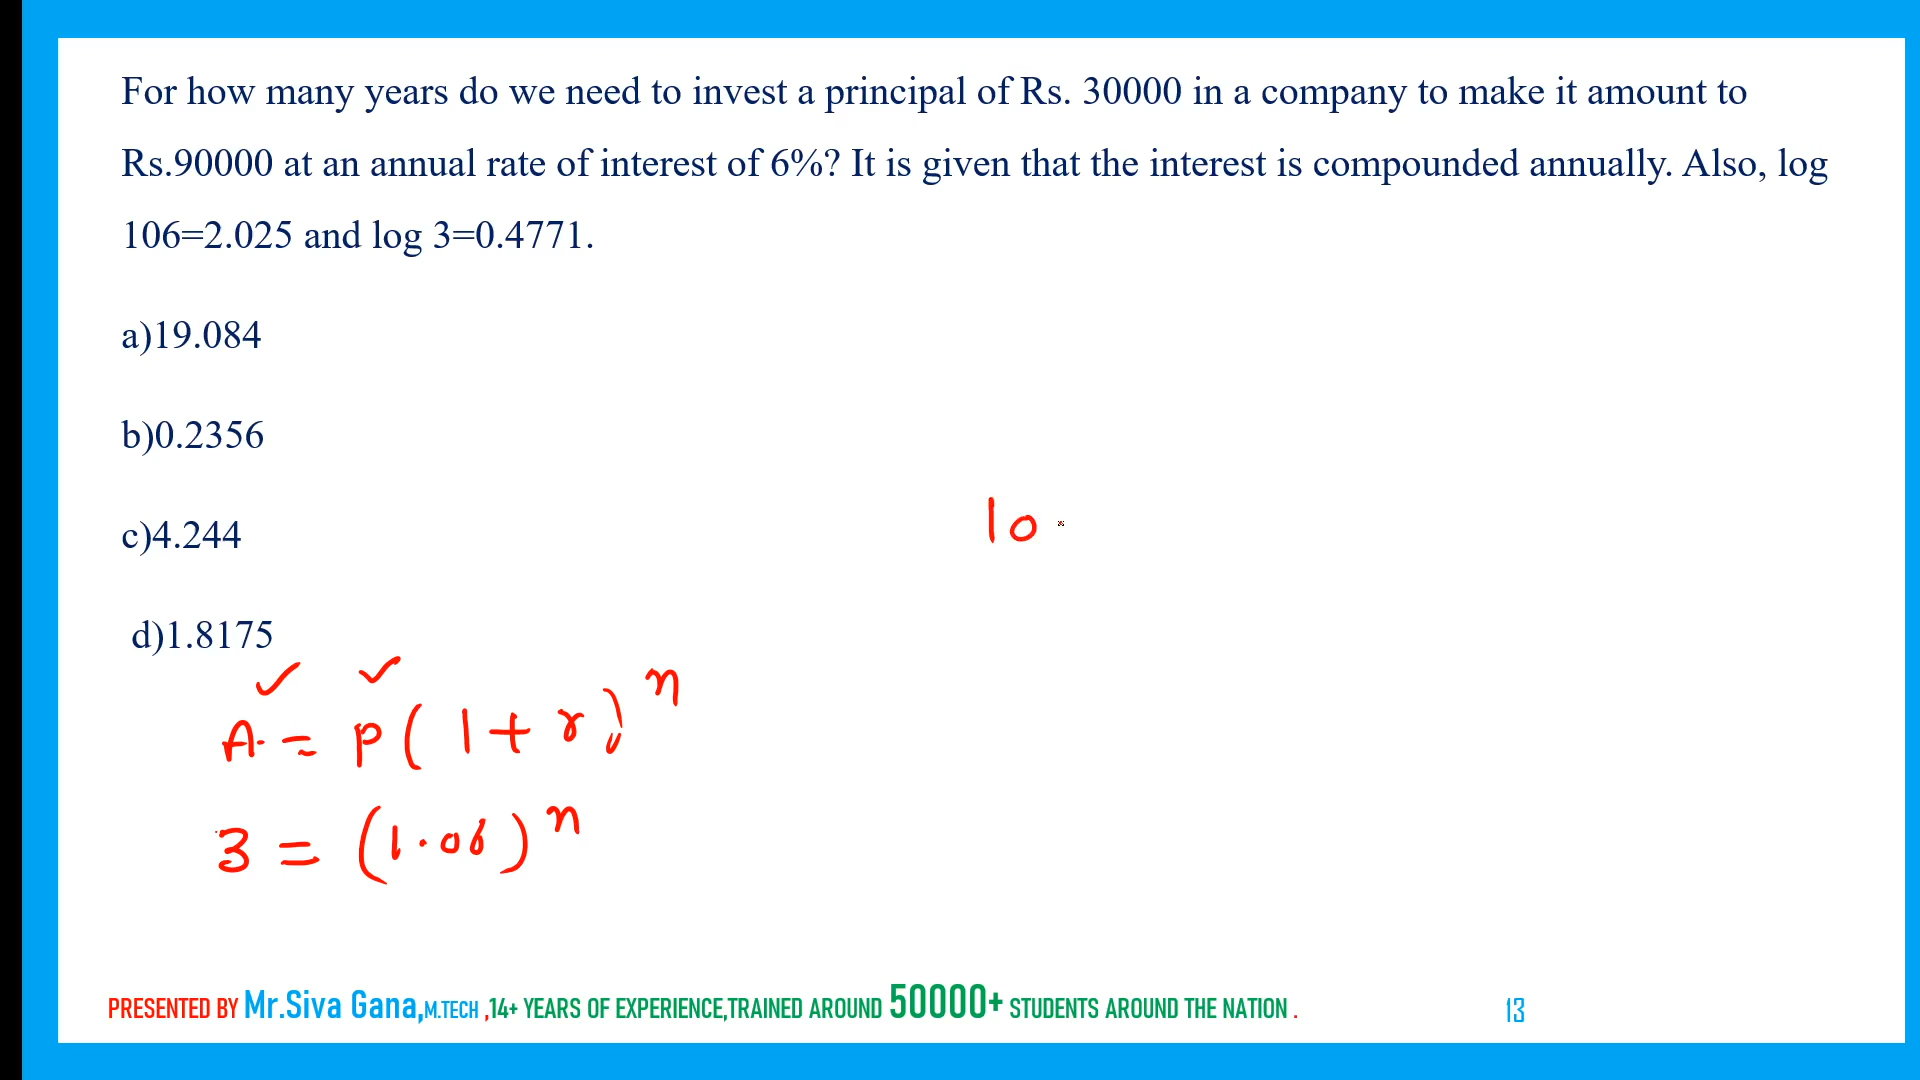 For how many years do we need to invest a principal of Rs. 30000 in a company to make it amount to
Rs.90000 at an annual rate of interest of 6%? It is given that the interest is compounded annually. Also, log
106=2.025 and log 3=0.4771.
a)19.084
b)0.2356
c)4.244
lo
d)1.8175
✓ ✓
A = P(1+r)^n
3 = (1.06)^n
PRESENTED BY Mr.Siva Gana,M.TECH ,14+ YEARS OF EXPERIENCE,TRAINED AROUND 50000+ STUDENTS AROUND THE NATION . 13